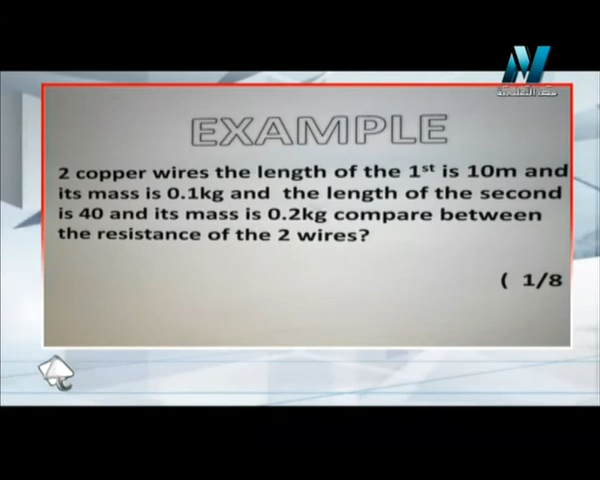 مصر التعليمية
EXAMPLE
2 copper wires the length of the 1st is 10m and
its mass is 0.1kg and the length of the second
is 40 and its mass is 0.2kg compare between
the resistance of the 2 wires?
( 1/8